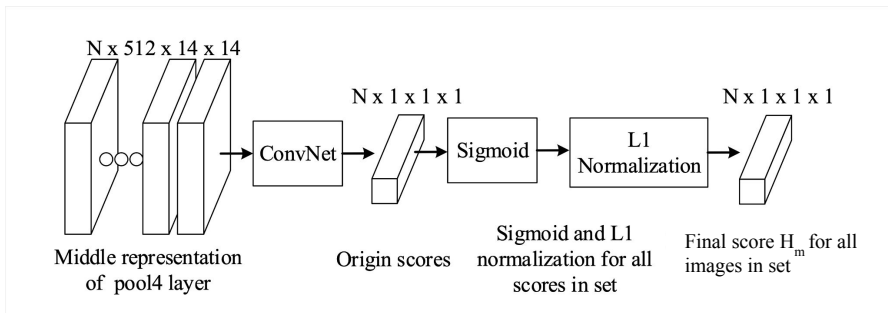 N x 512 x 14 x 14
N x 1 x 1 x 1
N x 1 x 1 x 1
ConvNet
Sigmoid
L1
Normalization
Middle representation
of pool4 layer
Origin scores
Sigmoid and L1
normalization for all
scores in set
Final score Hm for all
images in set